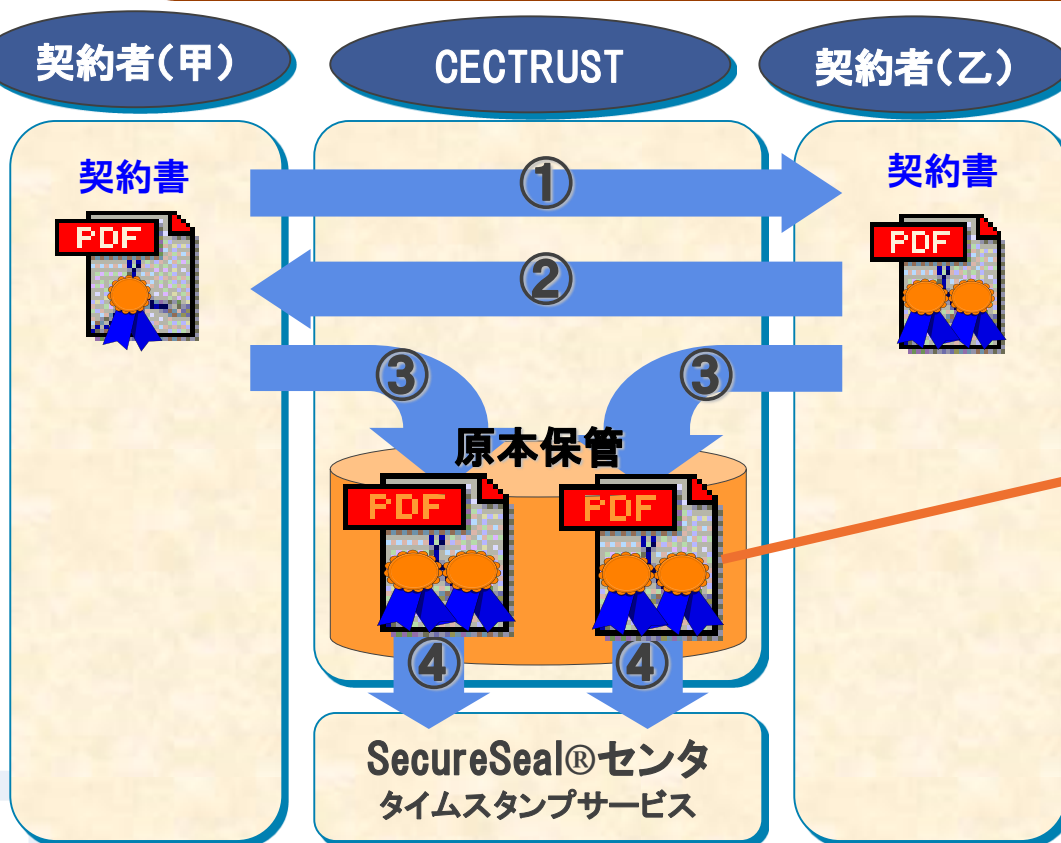 契約者(甲)
CECTRUST
契約者(乙)
契約書
PDF
①
契約書
PDF
②
③
③
原本保管
PDF
PDF
④
④
SecureSeal®センタ
タイムスタンプサービス